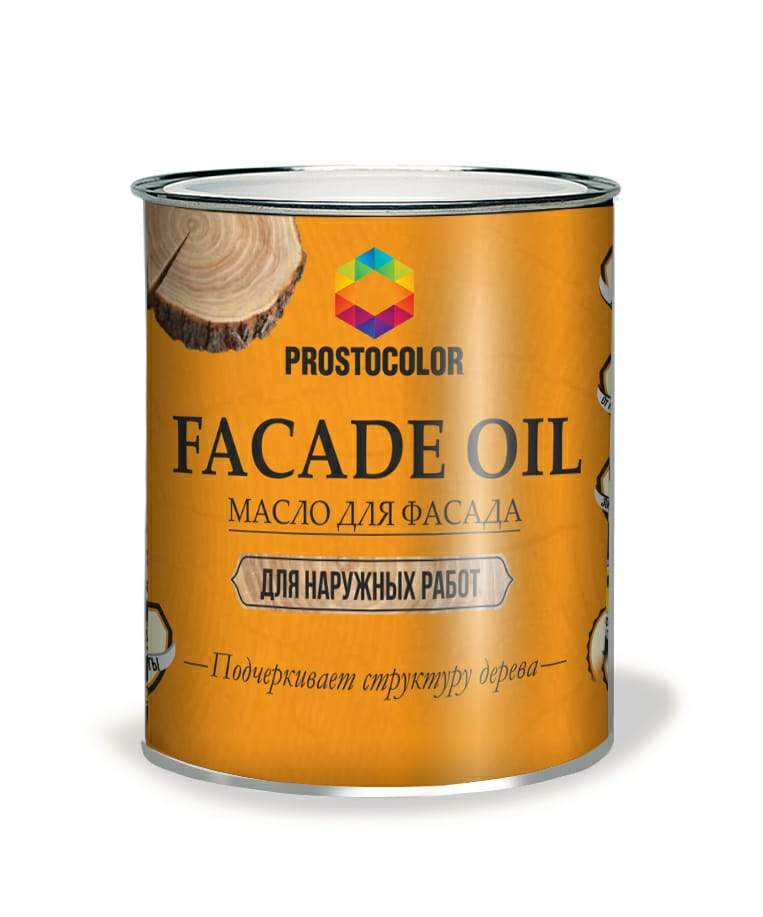 PROSTOCOLOR
FACADE OIL
МАСЛО ДЛЯ ФАСАДА
ДЛЯ НАРУЖНЫХ РАБОТ
—Подчеркивает структуру дерева—